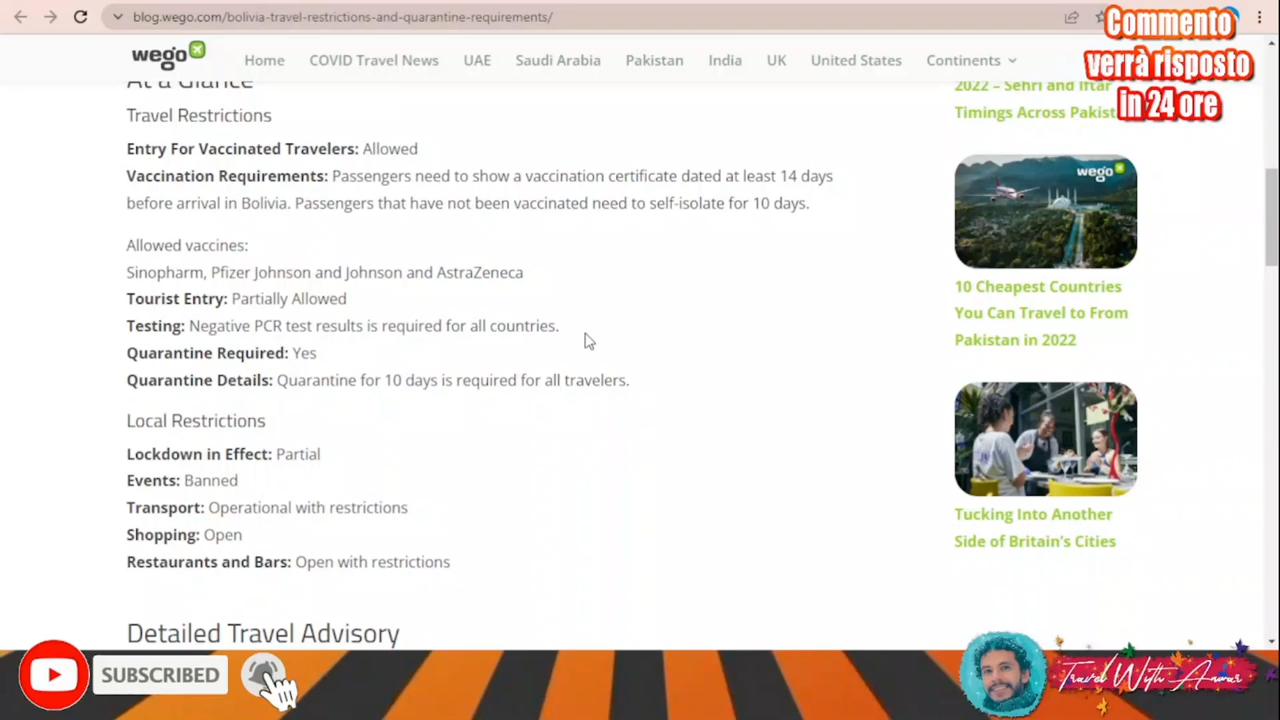 blog.wego.com/bolivia-travel-restrictions-and-quarantine-requirements/
Commento
verrà risposto
in 24 ore
wego
Home COVID Travel News UAE Saudi Arabia Pakistan India UK United States Continents
At a Glance
Travel Restrictions
Entry For Vaccinated Travelers: Allowed
Vaccination Requirements: Passengers need to show a vaccination certificate dated at least 14 days
before arrival in Bolivia. Passengers that have not been vaccinated need to self-isolate for 10 days.
Allowed vaccines:
Sinopharm, Pfizer Johnson and Johnson and AstraZeneca
Tourist Entry: Partially Allowed
Testing: Negative PCR test results is required for all countries.
Quarantine Required: Yes
Quarantine Details: Quarantine for 10 days is required for all travelers.
Local Restrictions
Lockdown in Effect: Partial
Events: Banned
Transport: Operational with restrictions
Shopping: Open
Restaurants and Bars: Open with restrictions
Detailed Travel Advisory
2022 – Sehri and Iftar
Timings Across
wego
10 Cheapest Countries
You Can Travel to From
Pakistan in 2022
Tucking Into Another
Side of Britain's Cities
SUBSCRIBED
Travel With Anwar